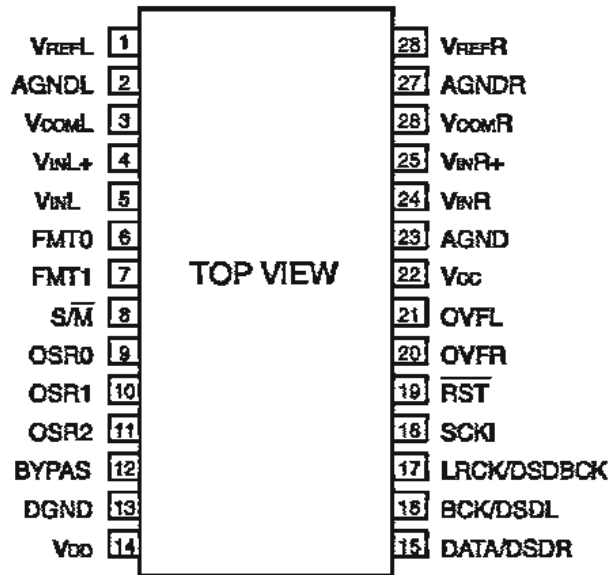 VREFL 1 28 VREFR
AGNDL 2 27 AGNDR
VCOML 3 26 VCOMR
VINL+ 4 25 VINR+
VINL 5 24 VINR
FMT0 6 23 AGND
FMT1 7 TOP VIEW 22 VCC
S/M̅ 8 21 OVFL
OSR0 9 20 OVFR
OSR1 10 19 R̅S̅T̅
OSR2 11 18 SCKI
BYPAS 12 17 LRCK/DSDBCK
DGND 13 16 BCK/DSDL
VDD 14 15 DATA/DSDR